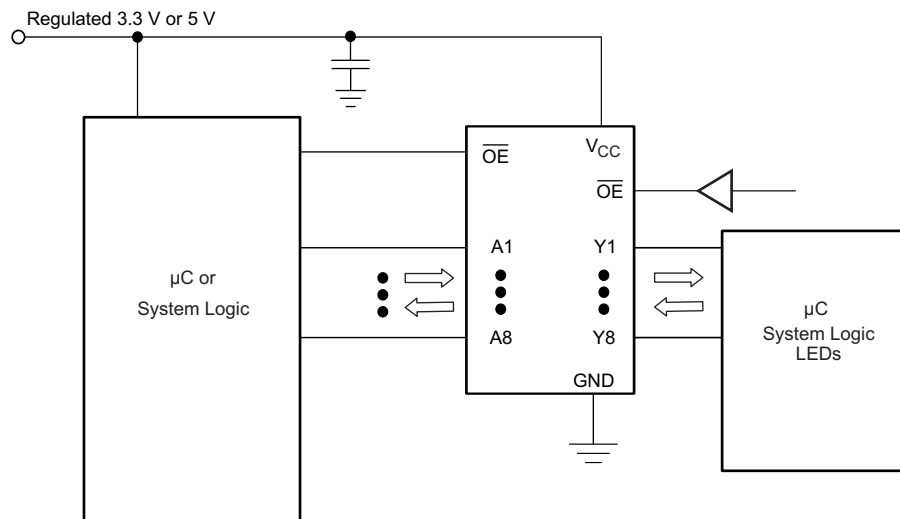 Regulated 3.3 V or 5 V
OE
VCC
OE
A1
Y1
µC or
System Logic
A8
Y8
GND
µC
System Logic
LEDs